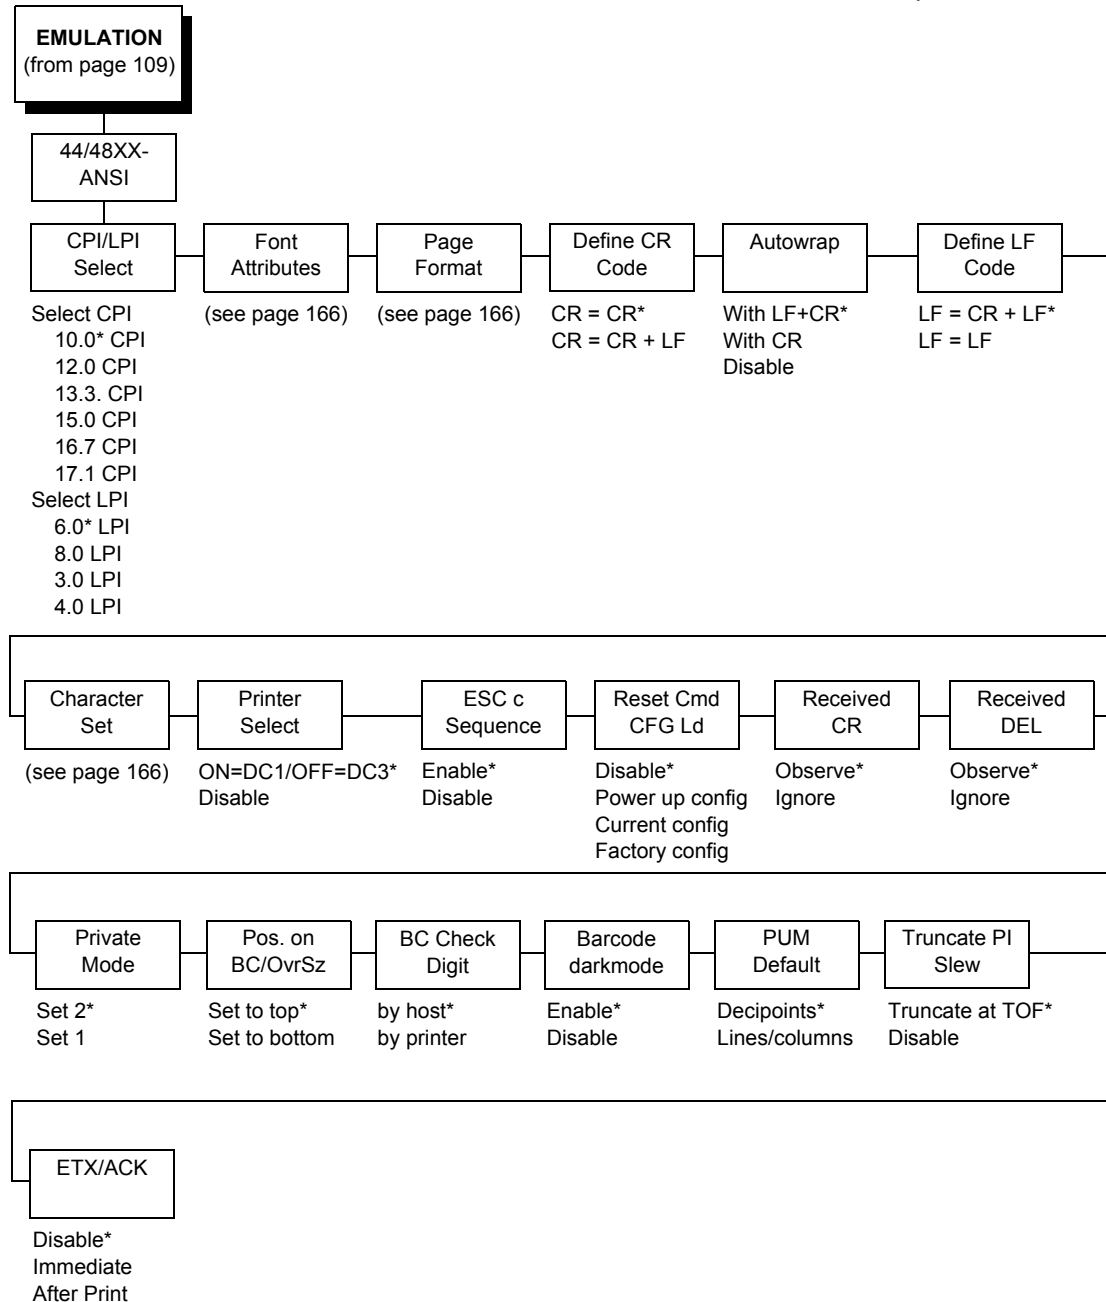 EMULATION
(from page 109)
44/48XX-
ANSI
CPI/LPI
Select
Select CPI
10.0* CPI
12.0 CPI
13.3. CPI
15.0 CPI
16.7 CPI
17.1 CPI
Select LPI
6.0* LPI
8.0 LPI
3.0 LPI
4.0 LPI
Font
Attributes
(see page 166)
Page
Format
(see page 166)
Define CR
Code
CR = CR*
CR = CR + LF
Autowrap
With LF+CR*
With CR
Disable
Define LF
Code
LF = CR + LF*
LF = LF
Character
Set
(see page 166)
Printer
Select
ON=DC1/OFF=DC3*
Disable
ESC c
Sequence
Enable*
Disable
Reset Cmd
CFG Ld
Disable*
Power up config
Current config
Factory config
Received
CR
Observe*
Ignore
Received
DEL
Observe*
Ignore
Private
Mode
Set 2*
Set 1
Pos. on
BC/OvrSz
Set to top*
Set to bottom
BC Check
Digit
by host*
by printer
Barcode
darkmode
Enable*
Disable
PUM
Default
Decipoints*
Lines/columns
Truncate PI
Slew
Truncate at TOF*
Disable
ETX/ACK
Disable*
Immediate
After Print